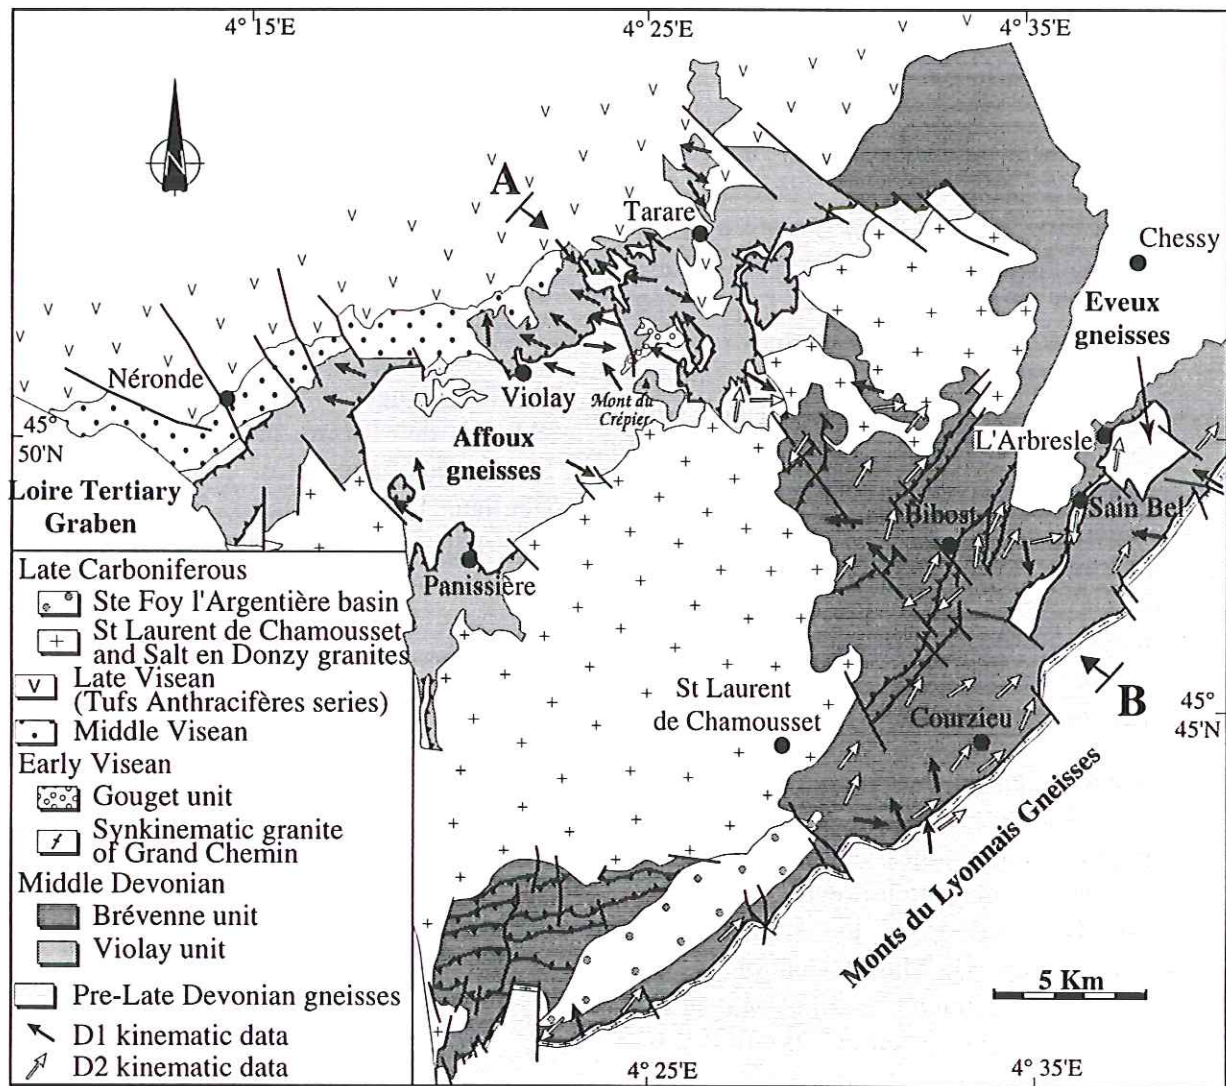 4° 15'E
4° 25'E
4° 35'E
N
A
Tarare
Chessy
Eveux
gneisses
Néronde
Violay
Mont du
Crépier
45°
50'N
Affoux
gneisses
L'Arbresle
Loire Tertiary
Graben
Bibost
Sain Bel
Panissière
Late Carboniferous
Ste Foy l'Argentière basin
St Laurent de Chamousset
and Salt en Donzy granites
Late Visean
(Tufs Anthracifères series)
Middle Visean
Early Visean
Gouget unit
Synkinematic granite
of Grand Chemin
Middle Devonian
Brévenne unit
Violay unit
Pre-Late Devonian gneisses
D1 kinematic data
D2 kinematic data
St Laurent
de Chamousset
Courzieu
B
45°
45'N
Monts du Lyonnais Gneisses
5 Km
4° 25'E
4° 35'E